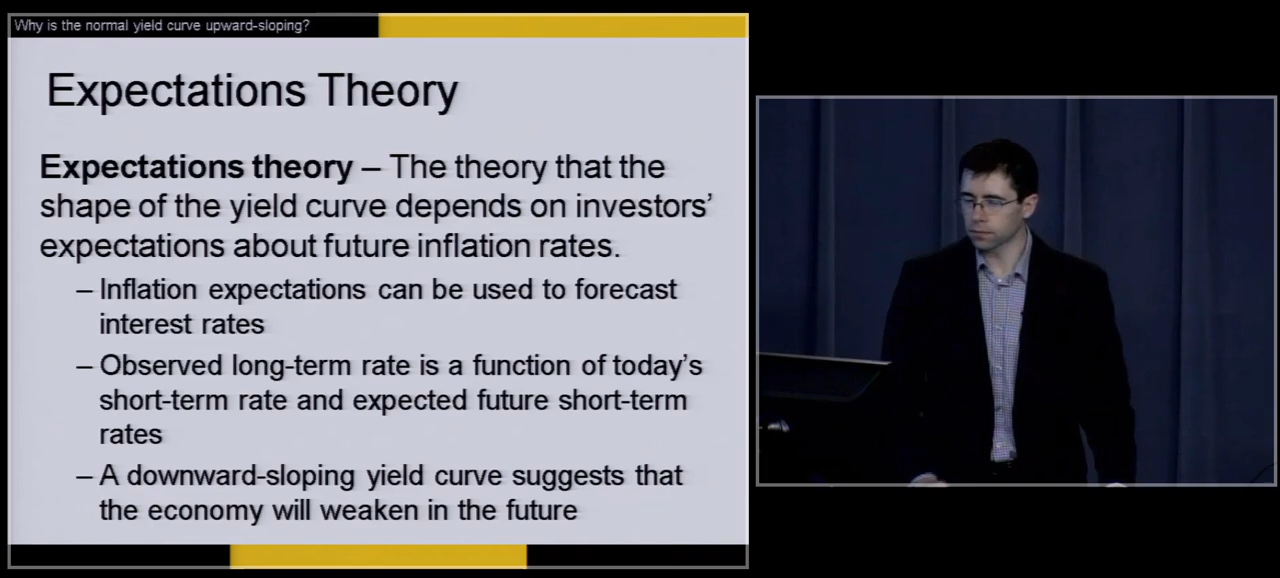 Why is the normal yield curve upward-sloping?
Expectations Theory
Expectations theory – The theory that the
shape of the yield curve depends on investors’
expectations about future inflation rates.
– Inflation expectations can be used to forecast
interest rates
– Observed long-term rate is a function of today’s
short-term rate and expected future short-term
rates
– A downward-sloping yield curve suggests that
the economy will weaken in the future